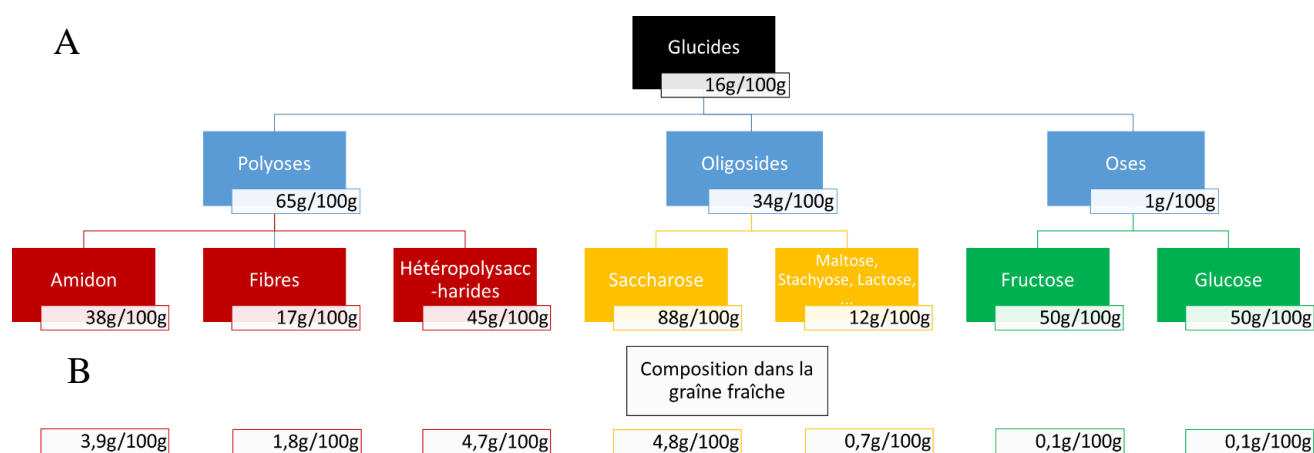 A
Glucides
16g/100g
Polyoses
65g/100g
Oligosides
34g/100g
Oses
1g/100g
Amidon
38g/100g
Fibres
17g/100g
Hétéropolysacc
-harides
45g/100g
Saccharose
88g/100g
Maltose,
Stachyose, Lactose,
...
12g/100g
Fructose
50g/100g
Glucose
50g/100g
B
Composition dans la
graîne fraîche
3,9g/100g
1,8g/100g
4,7g/100g
4,8g/100g
0,7g/100g
0,1g/100g
0,1g/100g